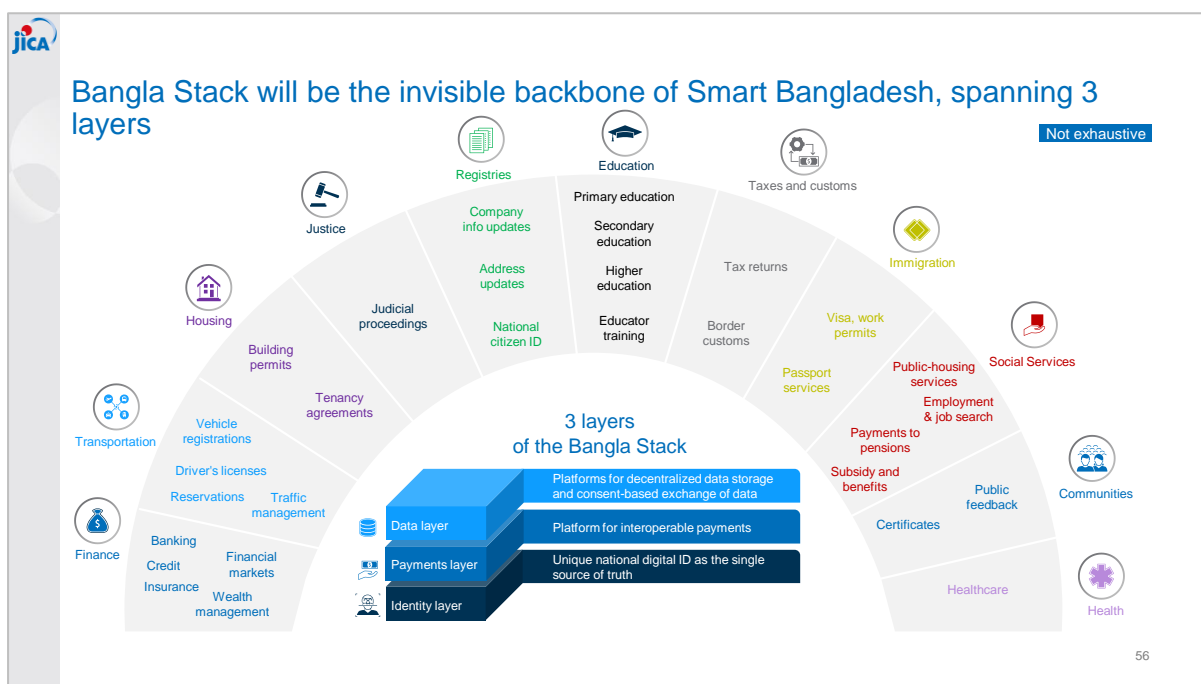 jICA
Bangla Stack will be the invisible backbone of Smart Bangladesh, spanning 3
layers
Not exhaustive
Finance
Banking
Credit
Insurance
Financial
markets
Wealth
management
Transportation
Vehicle
registrations
Driver's licenses
Reservations
Traffic
management
Housing
Building
permits
Tenancy
agreements
Justice
Judicial
proceedings
Registries
Company
info updates
Address
updates
National
citizen ID
Education
Primary education
Secondary
education
Higher
education
Educator
training
Taxes and customs
Tax returns
Border
customs
Immigration
Visa, work
permits
Passport
services
Social Services
Public-housing
services
Employment
& job search
Payments to
pensions
Subsidy and
benefits
Communities
Public
feedback
Certificates
Health
Healthcare
3 layers
of the Bangla Stack
Data layer
Platforms for decentralized data storage
and consent-based exchange of data
Payments layer
Platform for interoperable payments
Identity layer
Unique national digital ID as the single
source of truth
56